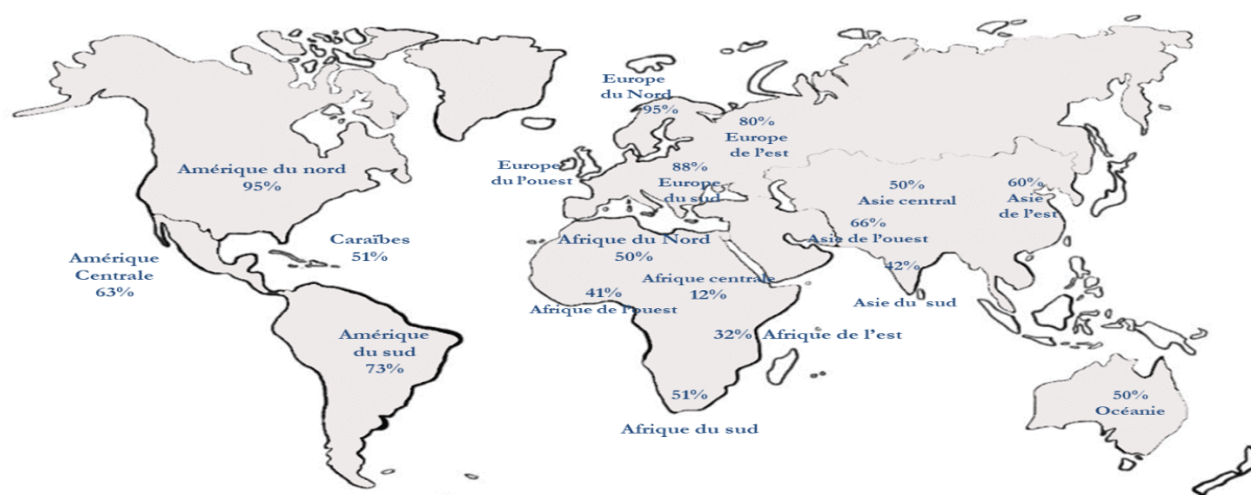 Europe
du Nord
95%
80%
Europe
de l'est
Europe
du l'ouest
88%
Europe
du sud
Amérique du nord
95%
50%
Asie central
60%
Asie
de l'est
66%
Asie de l'ouest
Caraïbes
51%
Afrique du Nord
50%
Amérique
Centrale
63%
42%
Asie du sud
Afrique centrale
12%
41%
Afrique de l'ouest
32% Afrique de l'est
Amérique
du sud
73%
51%
Afrique du sud
50%
Océanie